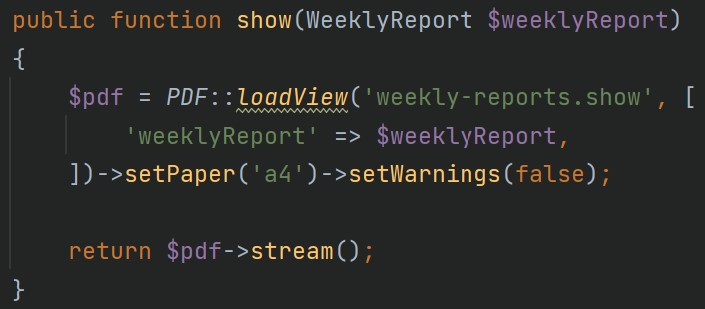 public function show(WeeklyReport $weeklyReport)
{
    $pdf = PDF::loadView('weekly-reports.show', [
        'weeklyReport' => $weeklyReport,
    ])->setPaper('a4')->setWarnings(false);

    return $pdf->stream();
}